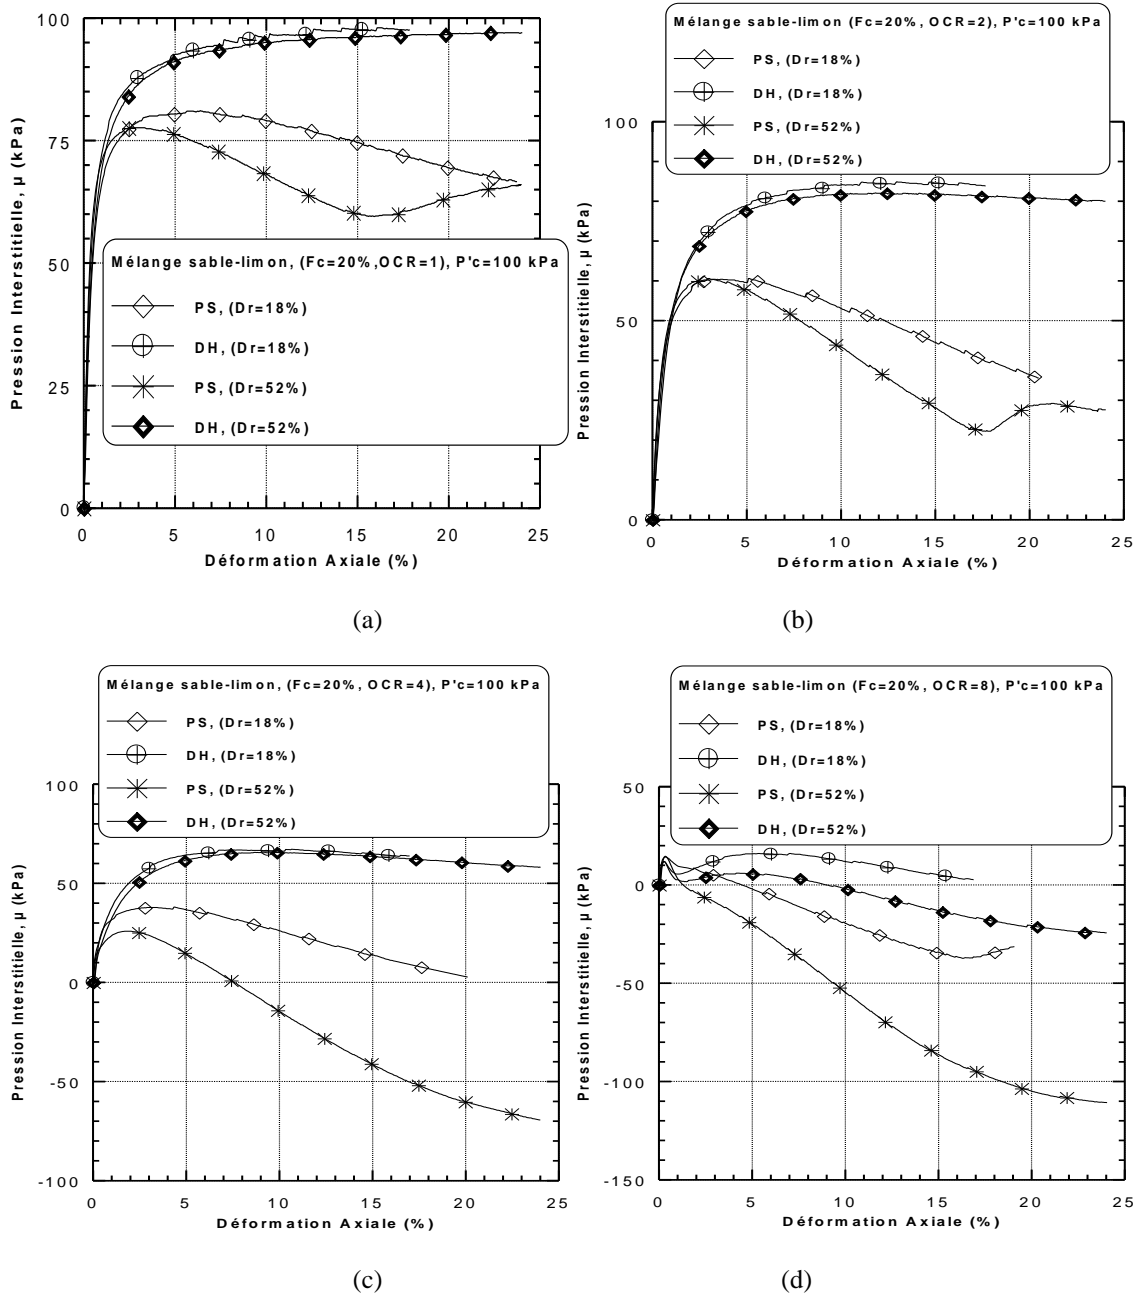 Pression Interstitielle, µ (kPa)
100
75
50
25
0
Mélange sable-limon, (Fc=20%,OCR=1), P'c=100 kPa
PS, (Dr=18%)
DH, (Dr=18%)
PS, (Dr=52%)
DH, (Dr=52%)
0 5 10 15 20 25
Déformation Axiale (%)
(a)
Mélange sable-limon (Fc=20%, OCR=2), P'c=100 kPa
PS, (Dr=18%)
DH, (Dr=18%)
PS, (Dr=52%)
DH, (Dr=52%)
Pression Interstitielle, µ (kPa)
100
50
0
0 5 10 15 20 25
Déformation Axiale (%)
(b)
Mélange sable-limon, (Fc=20%, OCR=4), P'c=100 kPa
PS, (Dr=18%)
DH, (Dr=18%)
PS, (Dr=52%)
DH, (Dr=52%)
Pression Interstitielle, µ (kPa)
100
50
0
-50
-100
0 5 10 15 20 25
Déformation Axiale (%)
(c)
Mélange sable-limon (Fc=20%, OCR=8), P'c=100 kPa
PS, (Dr=18%)
DH, (Dr=18%)
PS, (Dr=52%)
DH, (Dr=52%)
Pression Interstitielle, µ (kPa)
50
0
-50
-100
-150
0 5 10 15 20 25
Déformation Axiale (%)
(d)